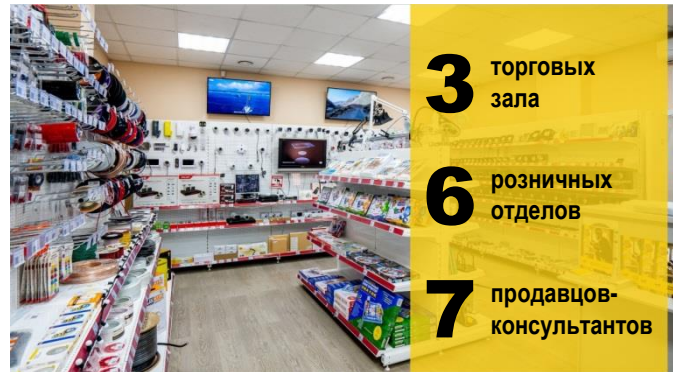 3 торговых
зала
6 розничных
отделов
7 продавцов-
консультантов